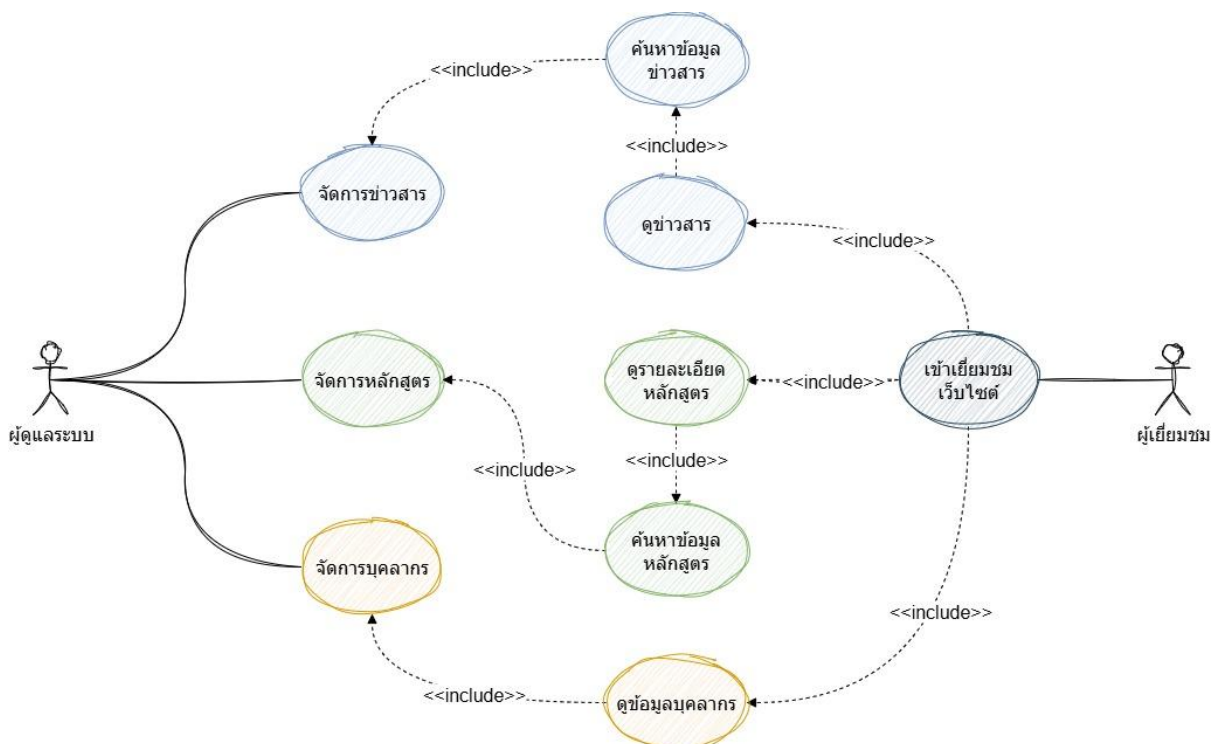 ค้นหาข้อมูล
ข่าวสาร
<<include>>
<<include>>
จัดการข่าวสาร
ดูข่าวสาร
<<include>>
ผู้ดูแลระบบ
จัดการหลักสูตร
ดูรายละเอียด
หลักสูตร
<<include>>
เข้าเยี่ยมชม
เว็บไซต์
ผู้เยี่ยมชม
<<include>>
<<include>>
ค้นหาข้อมูล
หลักสูตร
จัดการบุคลากร
<<include>>
<<include>>
ดูข้อมูลบุคลากร